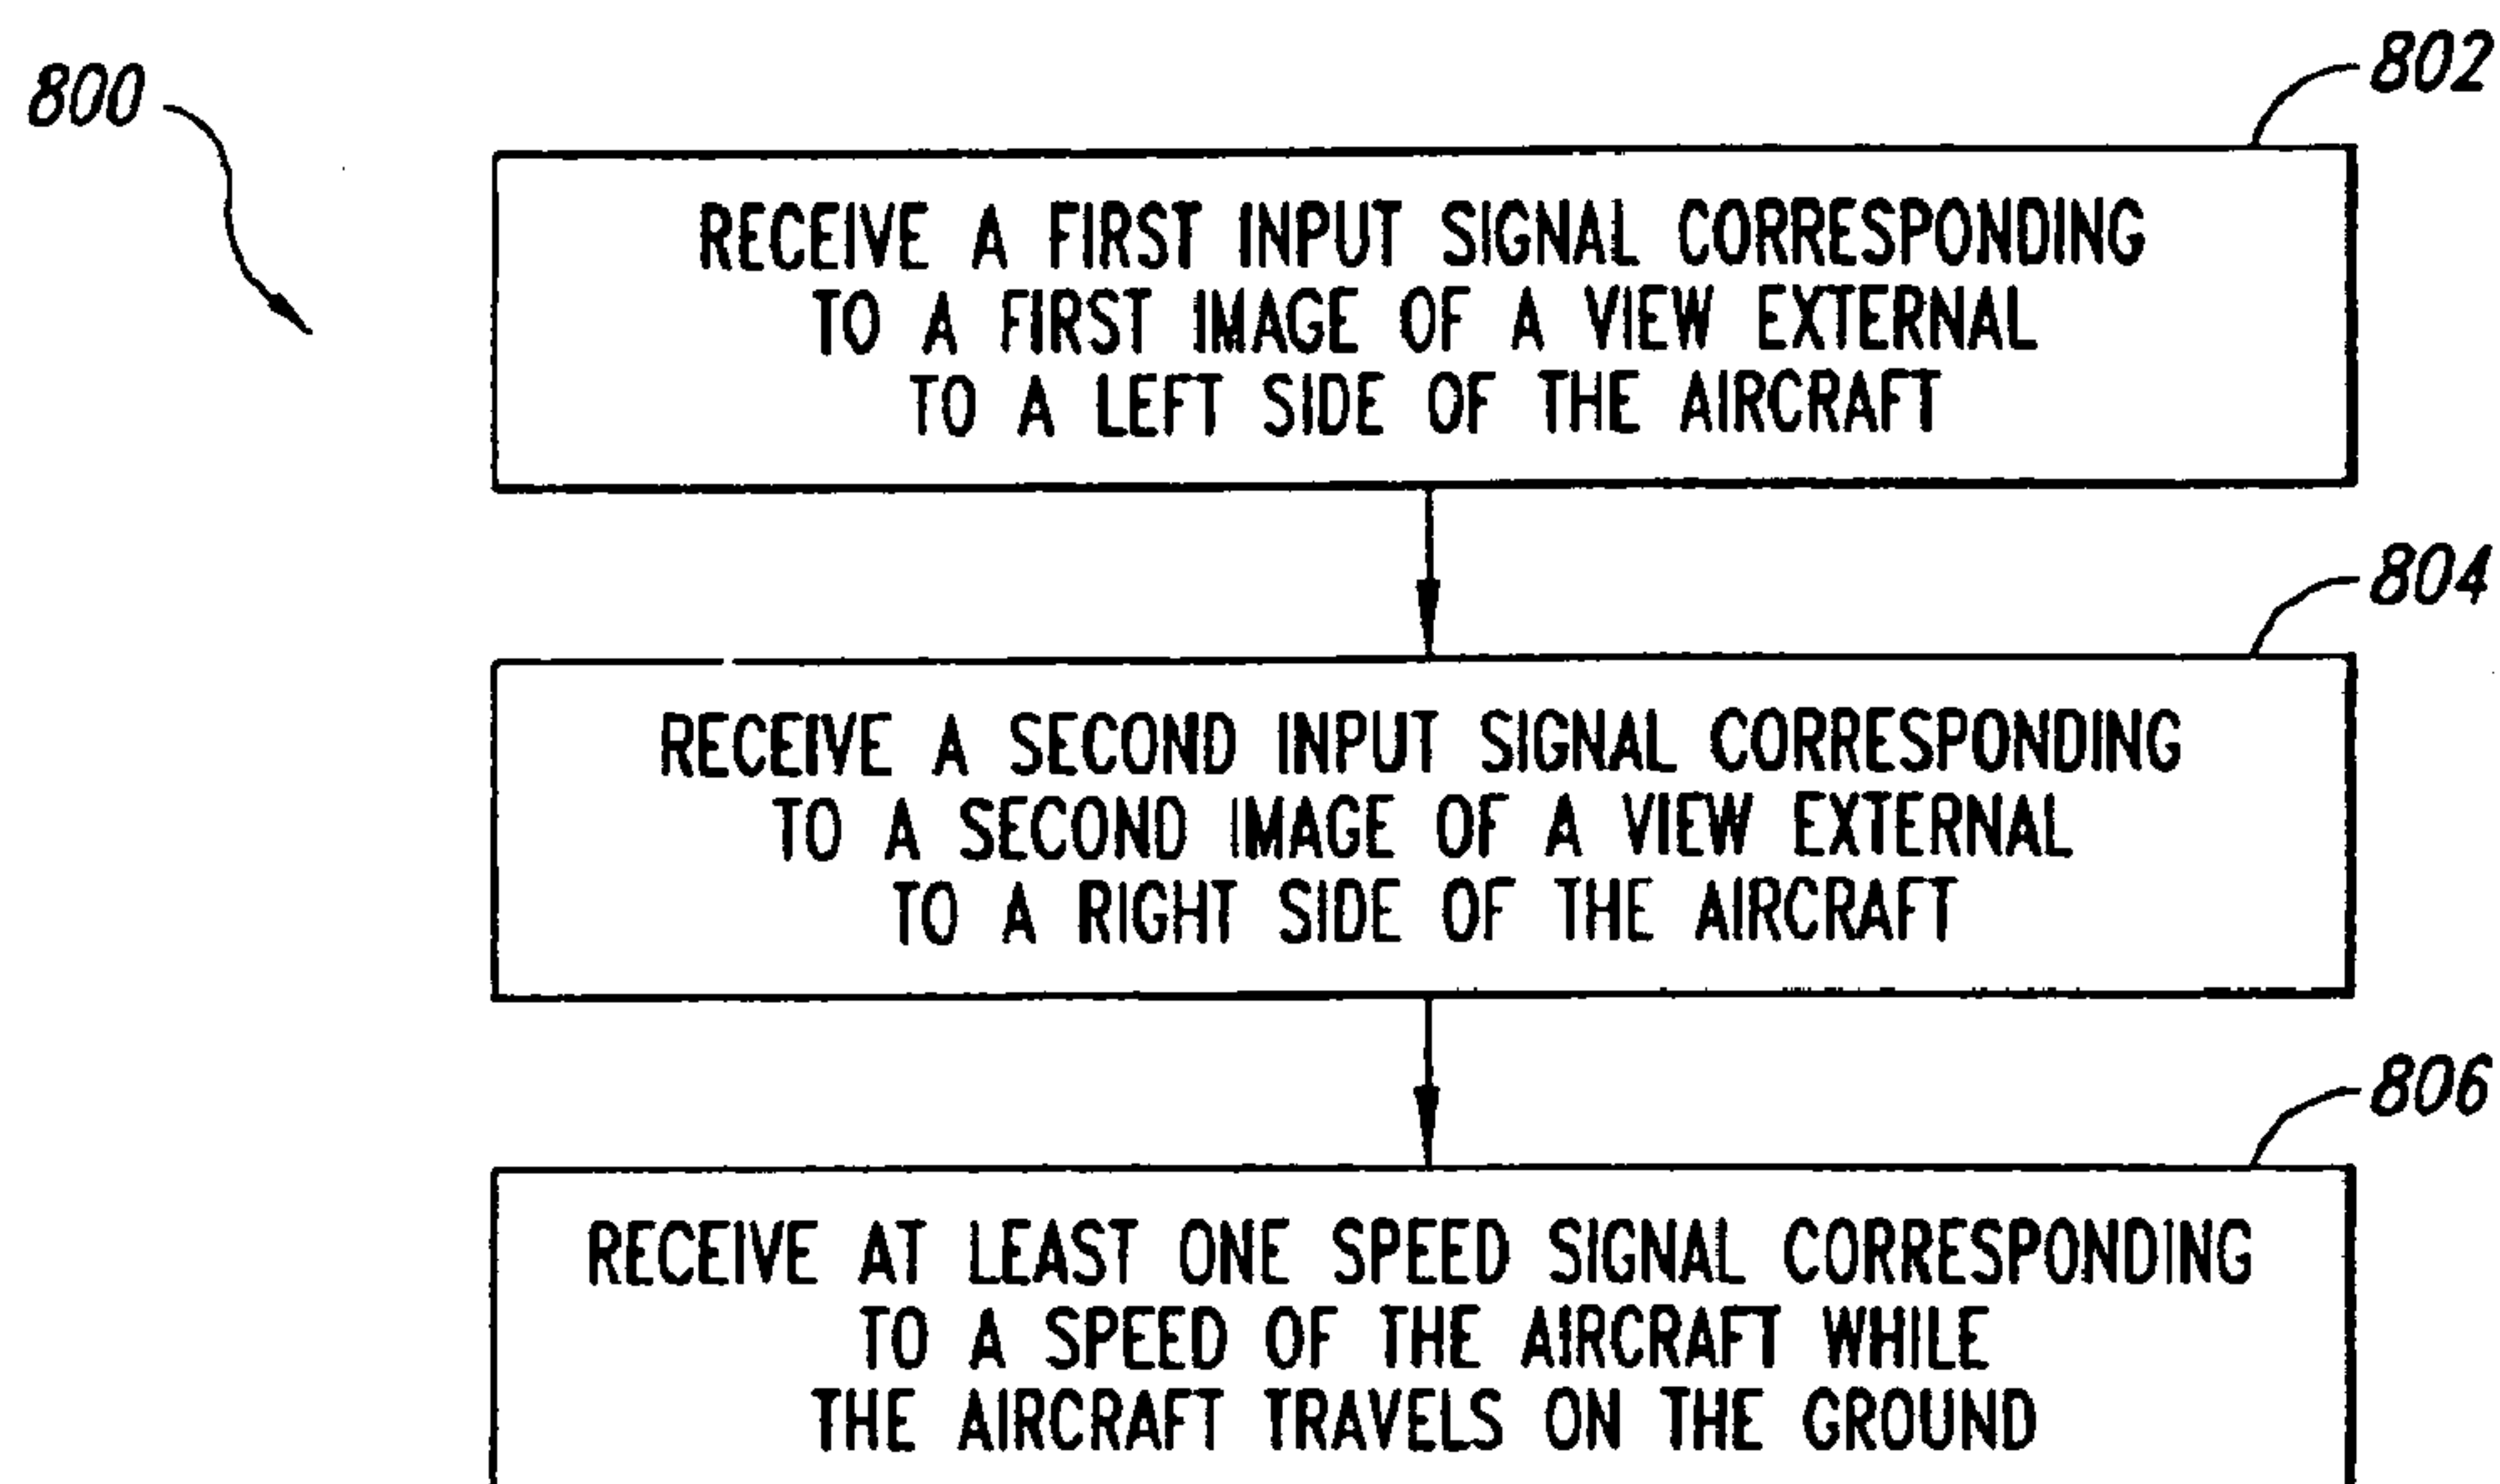 800
802
RECEIVE A FIRST INPUT SIGNAL CORRESPONDING
TO A FIRST IMAGE OF A VIEW EXTERNAL
TO A LEFT SIDE OF THE AIRCRAFT
804
RECEIVE A SECOND INPUT SIGNAL CORRESPONDING
TO A SECOND IMAGE OF A VIEW EXTERNAL
TO A RIGHT SIDE OF THE AIRCRAFT
806
RECEIVE AT LEAST ONE SPEED SIGNAL CORRESPONDING
TO A SPEED OF THE AIRCRAFT WHILE
THE AIRCRAFT TRAVELS ON THE GROUND